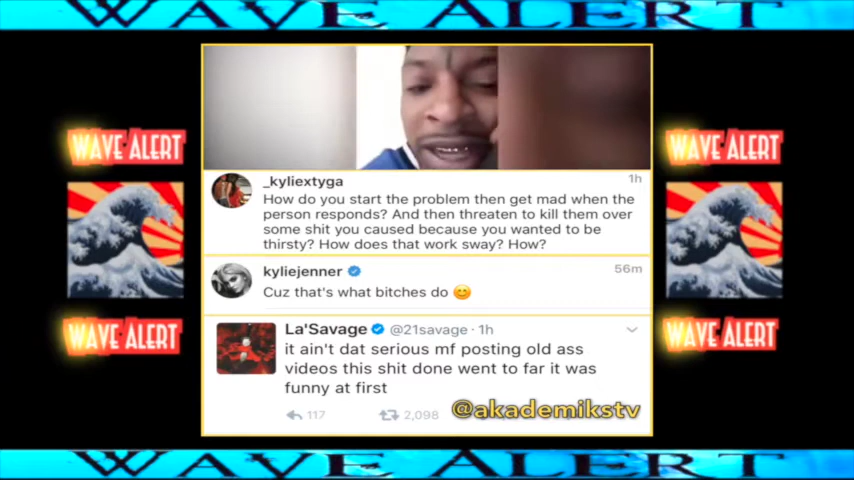 WAVE ALERT
WAVE ALERT
WAVE ALERT
_kyliextyga 1h
How do you start the problem then get mad when the
person responds? And then threaten to kill them over
some shit you caused because you wanted to be
thirsty? How does that work sway? How?
kyliejenner 56m
Cuz that's what bitches do 😊
La'Savage @21savage · 1h
it ain't dat serious mf posting old ass
videos this shit done went to far it was
funny at first
117 2,098
@akademikstv
WAVE ALERT
WAVE ALERT
WAVE ALERT